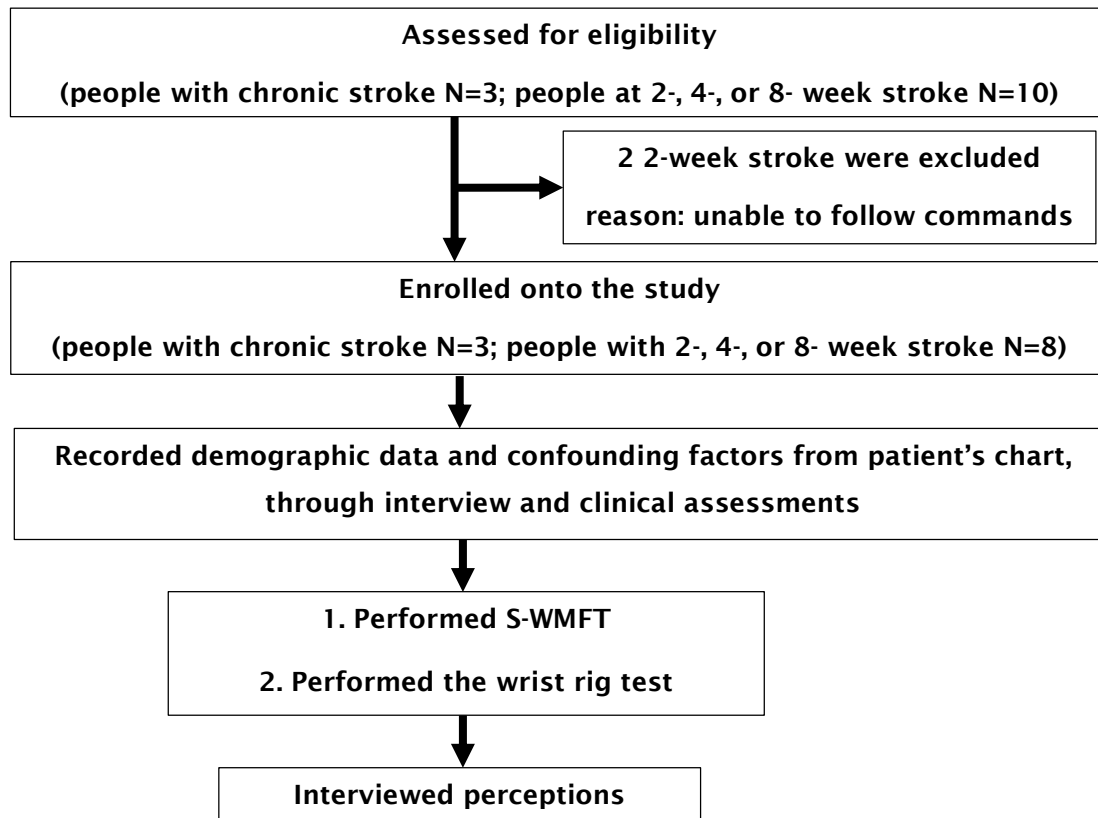 Assessed for eligibility
(people with chronic stroke N=3; people at 2-, 4-, or 8- week stroke N=10)
2 2-week stroke were excluded
reason: unable to follow commands
Enrolled onto the study
(people with chronic stroke N=3; people with 2-, 4-, or 8- week stroke N=8)
Recorded demographic data and confounding factors from patient’s chart,
through interview and clinical assessments
1. Performed S-WMFT
2. Performed the wrist rig test
Interviewed perceptions